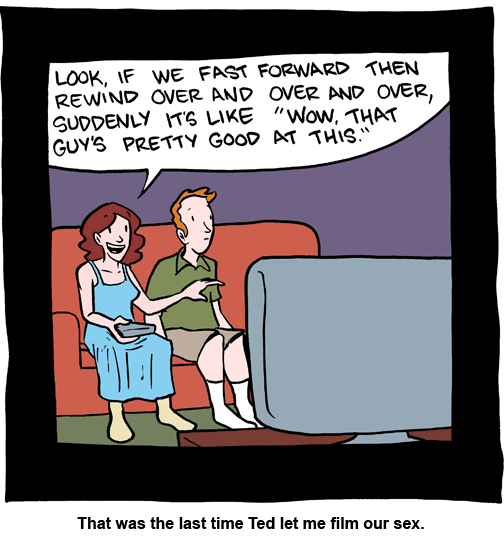 LOOK, IF WE FAST FORWARD THEN
REWIND OVER AND OVER AND OVER,
SUDDENLY IT'S LIKE "WOW, THAT
GUY'S PRETTY GOOD AT THIS."
That was the last time Ted let me film our sex.